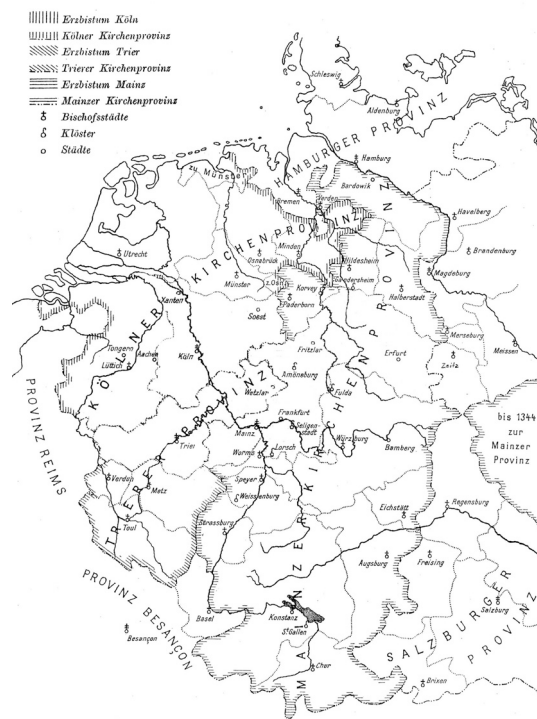 Erzbistum Köln
Kölner Kirchenprovinz
Erzbistum Trier
Trierer Kirchenprovinz
Erzbistum Mainz
Mainzer Kirchenprovinz
Bischofsstädte
Klöster
Städte
Schleswig
Aldenburg
HAMBURGER PROVINZ
Hamburg
zu Münster
Bardowik
Bremen
Verden
Havelberg
KÖLNER KIRCHENPROVINZ
Utrecht
Osnabrück
Minden
Hildesheim
Brandenburg
Magdeburg
Münster
z. Osn.
Korvey
Gandersheim
Halberstadt
Xanten
Paderborn
Soest
Merseburg
Meissen
Tongern
Aachen
Köln
Fritzlar
Erfurt
Zeitz
Lüttich
Amöneburg
Wetzlar
Fulda
PROVINZ REIMS
TRIERER PROVINZ
MAINZER KIRCHENPROVINZ
Frankfurt
bis 1344
zur
Mainzer
Provinz
Mainz
Seligen-
stadt
Trier
Worms
Lorsch
Würzburg
Bamberg
Verdun
Metz
Speyer
Weissenburg
Toul
Strassburg
Eichstätt
Regensburg
Augsburg
Freising
PROVINZ BESANÇON
Salzburg
SALZBURGER PROVINZ
Basel
Konstanz
St Gallen
Besançon
Chur
Brixen